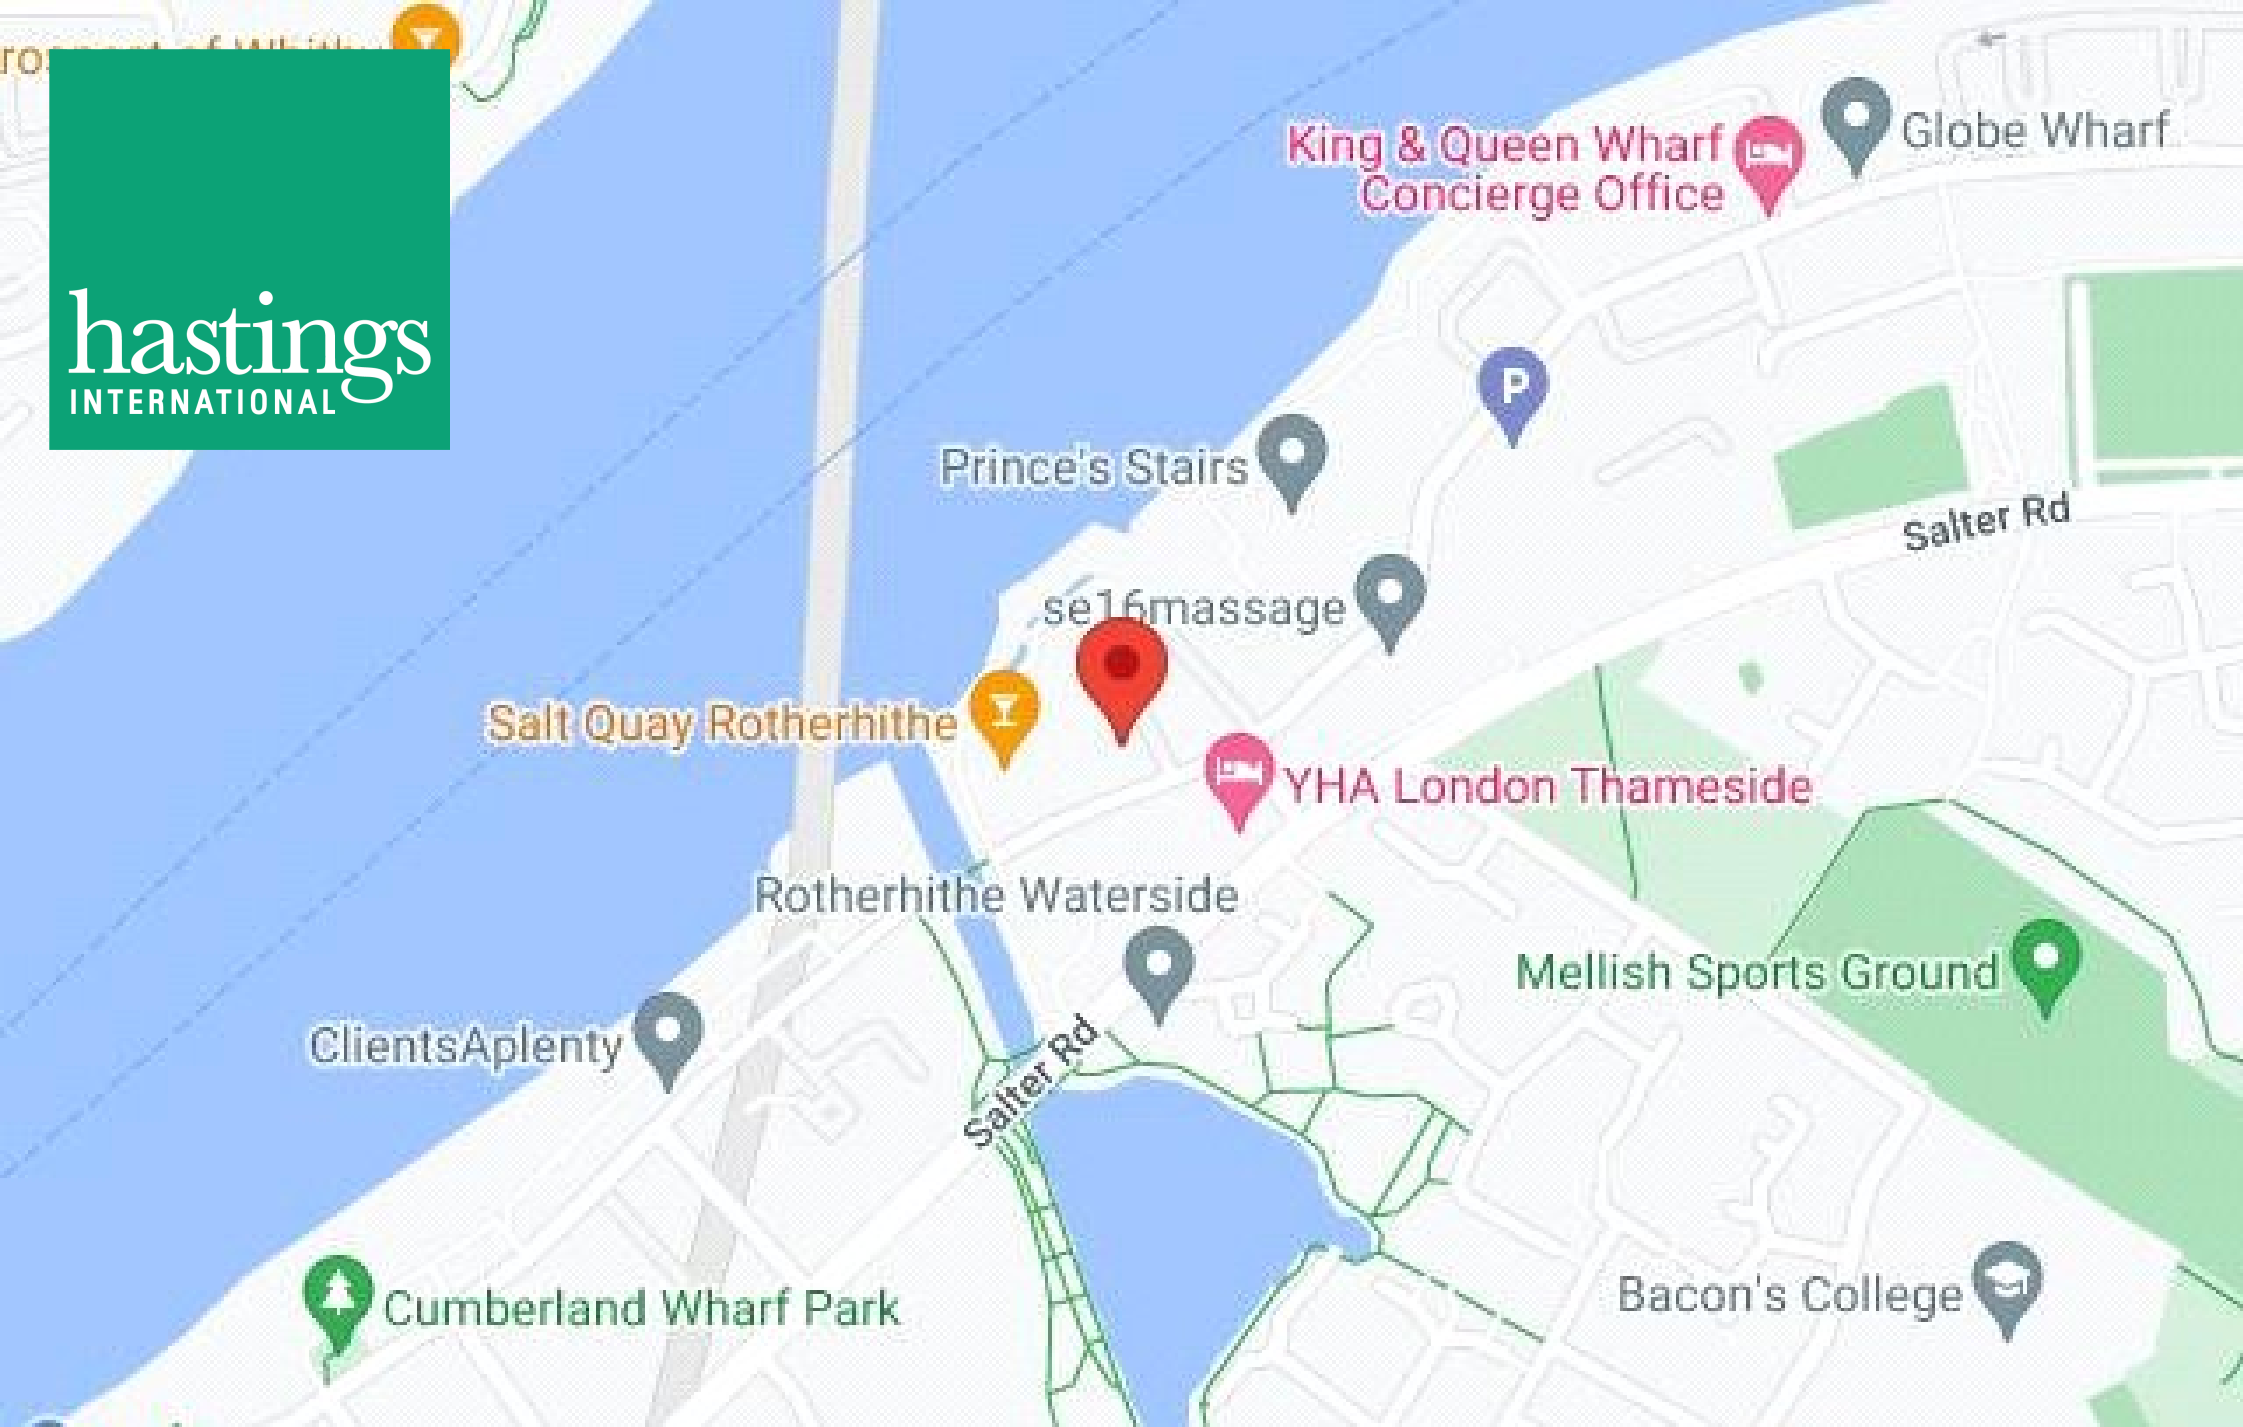 hastings
INTERNATIONAL
King & Queen Wharf
Concierge Office
Globe Wharf
P
Prince's Stairs
Salter Rd
se16massage
Salt Quay Rotherhithe
YHA London Thameside
Rotherhithe Waterside
Mellish Sports Ground
ClientsAplenty
Salter Rd
Cumberland Wharf Park
Bacon's College